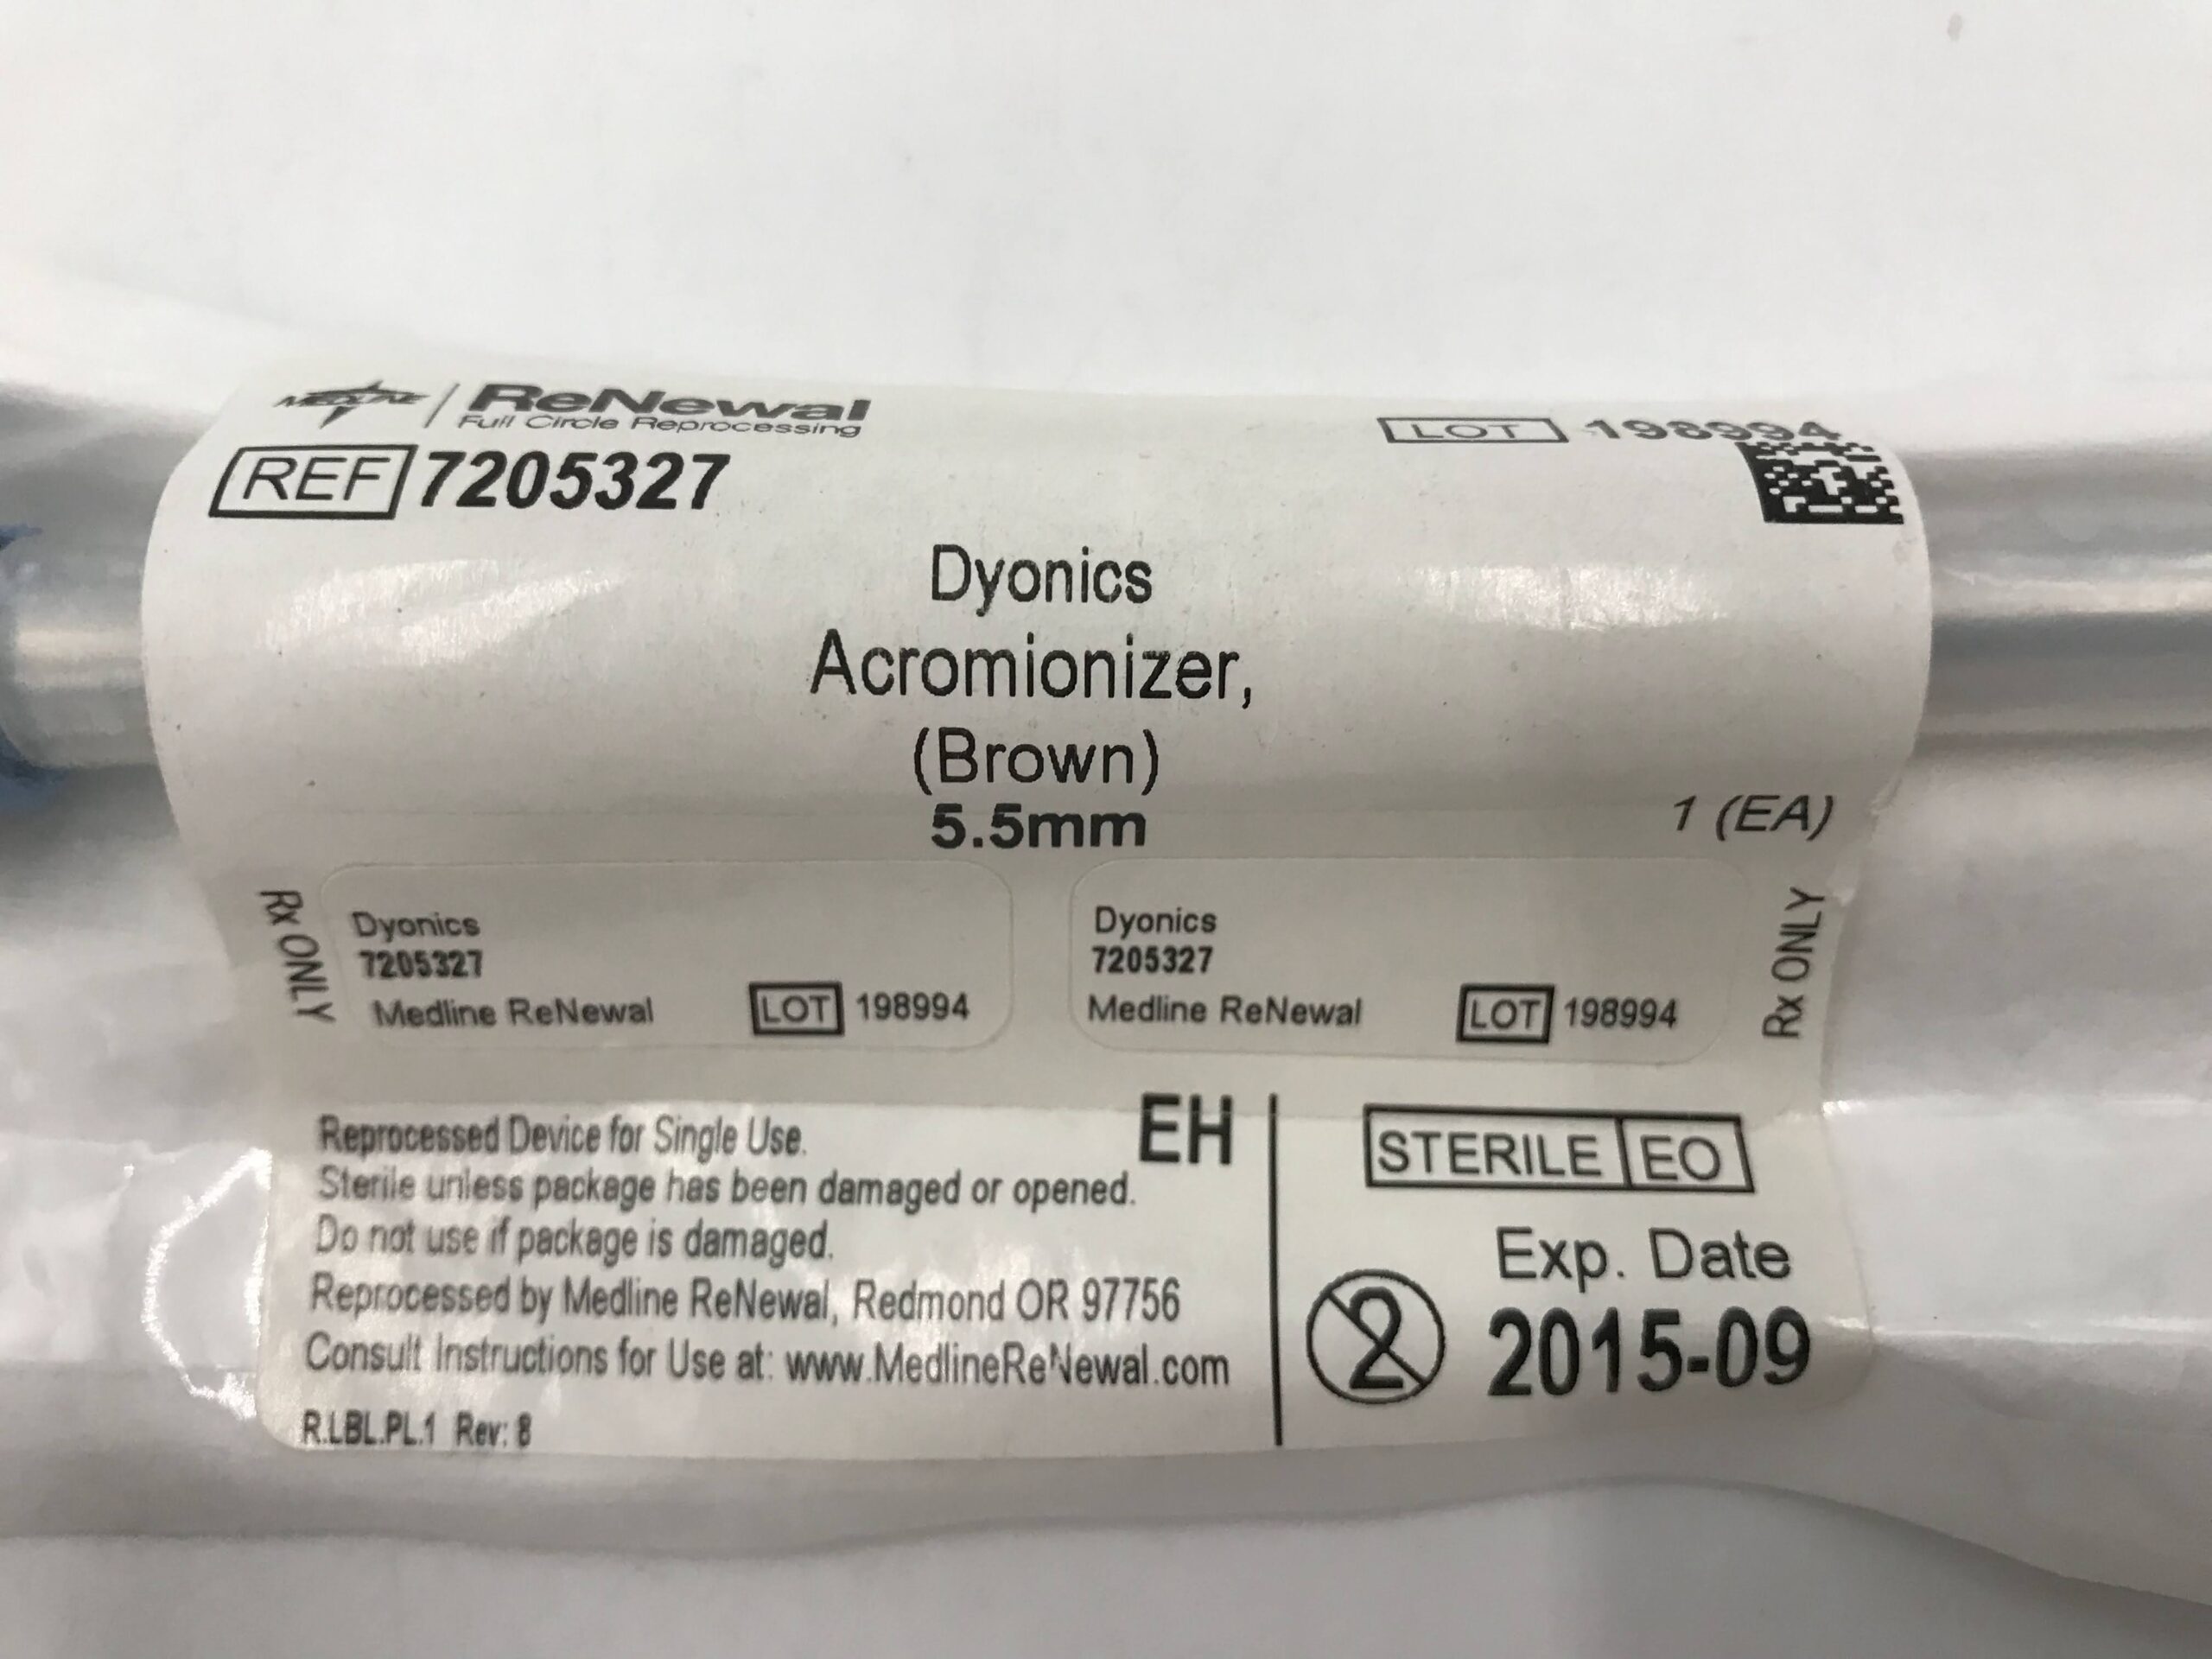 MEDLINE ReNewal
Full Circle Reprocessing
LOT 198994
REF 7205327
Dyonics
Acromionizer,
(Brown)
5.5mm
1 (EA)
Rx ONLY
Dyonics
7205327
Medline ReNewal LOT 198994
Dyonics
7205327
Medline ReNewal LOT 198994
Rx ONLY
Reprocessed Device for Single Use.
EH
Sterile unless package has been damaged or opened.
Do not use if package is damaged.
Reprocessed by Medline ReNewal, Redmond OR 97756
Consult Instructions for Use at: www.MedlineReNewal.com
R.LBL.PL.1 Rev: 8
STERILE EO
Exp. Date
2
2015-09